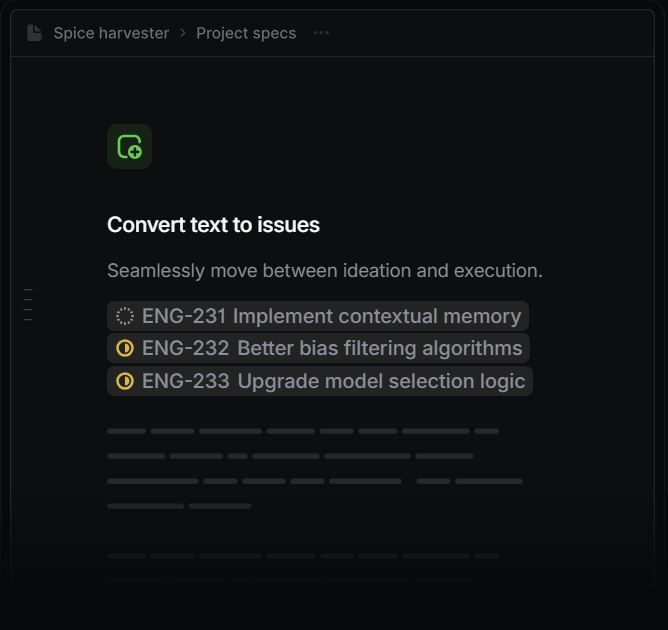 Spice harvester › Project specs ···
Convert text to issues
Seamlessly move between ideation and execution.
ENG-231 Implement contextual memory
ENG-232 Better bias filtering algorithms
ENG-233 Upgrade model selection logic